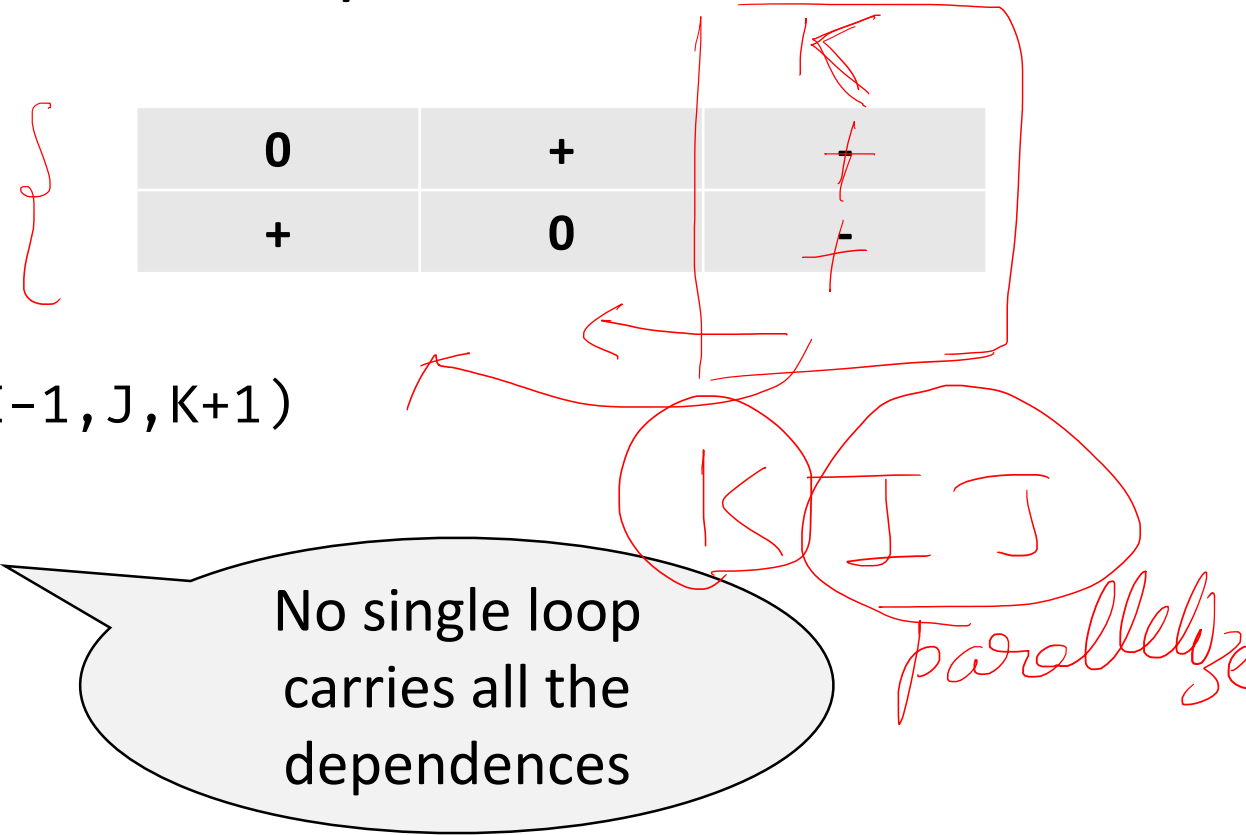 K
0 + -
+ 0 -
-1,J,K+1)
K I J
parallelize
No single loop
carries all the
dependences